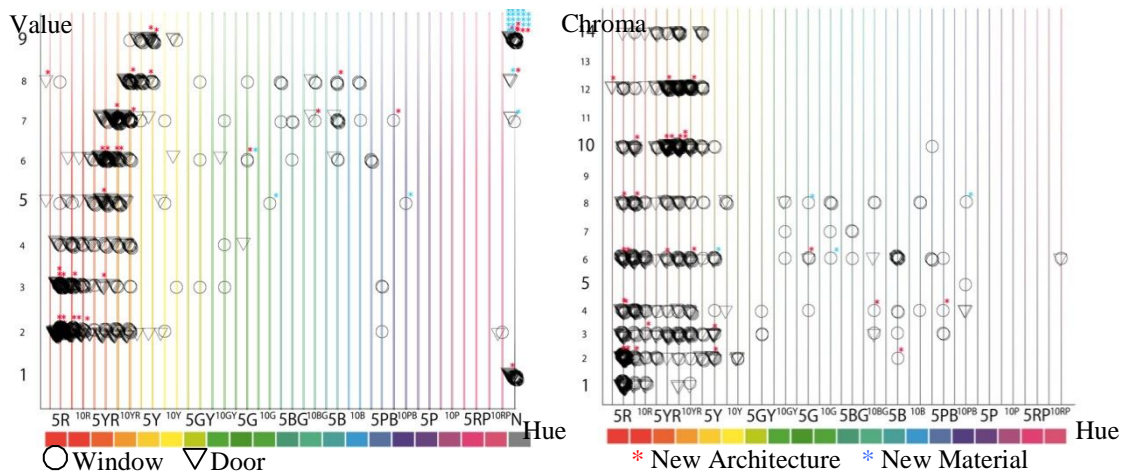 Value
9
8
7
6
5
4
3
2
1
5R 10R 5YR 10YR 5Y 10Y 5GY 10GY 5G 10G 5BG 10BG 5B 10B 5PB 10PB 5P 10P 5RP 10RP N
Hue
Window Door
Chroma
14
13
12
11
10
9
8
7
6
5
4
3
2
1
5R 10R 5YR 10YR 5Y 10Y 5GY 10GY 5G 10G 5BG 10BG 5B 10B 5PB 10PB 5P 10P 5RP 10RP
Hue
* New Architecture * New Material